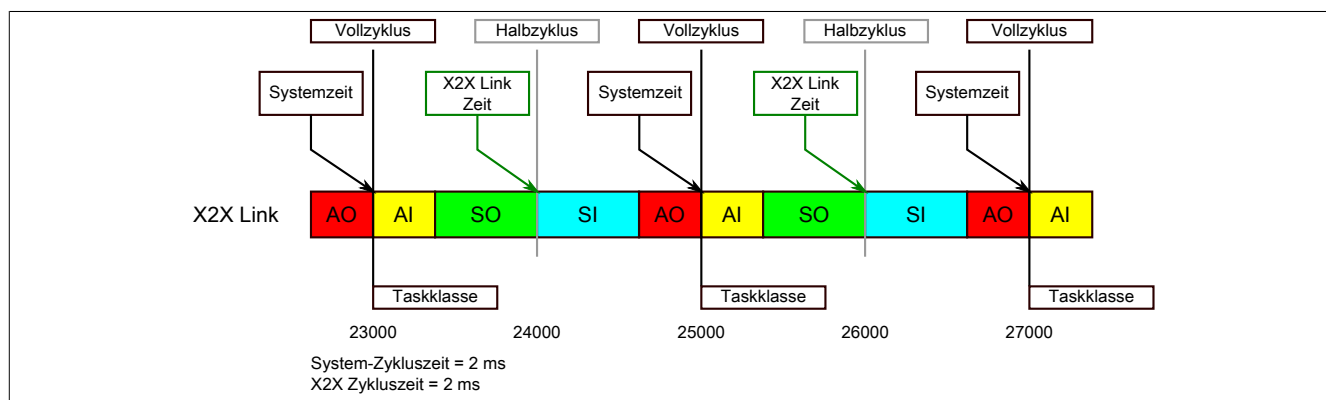 Vollzyklus Halbzyklus Vollzyklus Halbzyklus Vollzyklus
Systemzeit X2X Link Zeit Systemzeit X2X Link Zeit Systemzeit
X2X Link AO AI SO SI AO AI SO SI AO AI
Taskklasse Taskklasse Taskklasse
23000 24000 25000 26000 27000
System-Zykluszeit = 2 ms
X2X Zykluszeit = 2 ms